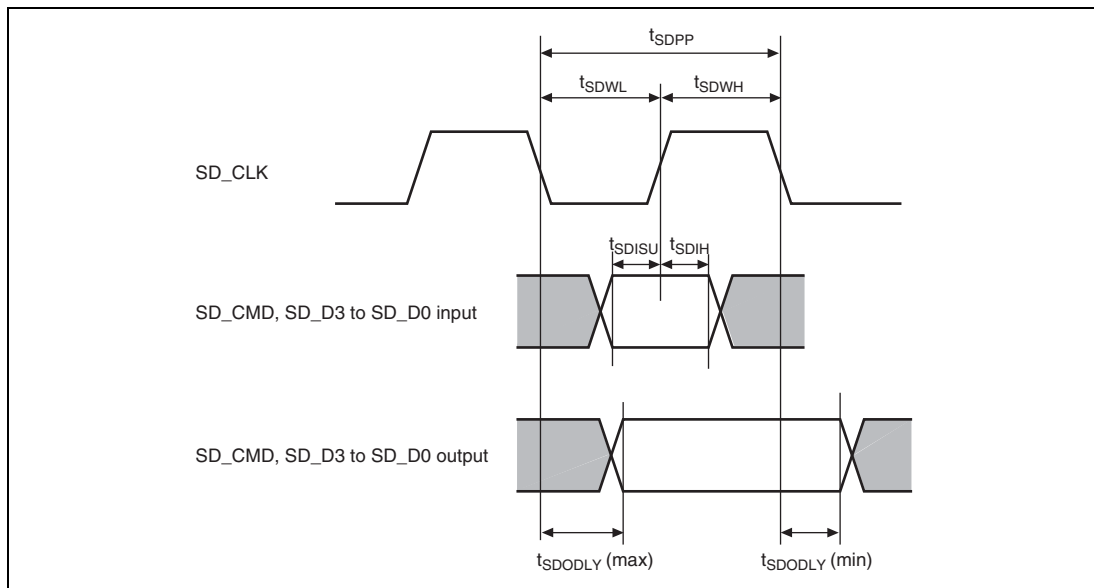 tSDPP
tSDWL tSDWH
SD_CLK
tSDISU tSDIH
SD_CMD, SD_D3 to SD_D0 input
SD_CMD, SD_D3 to SD_D0 output
tSDODLY (max) tSDODLY (min)